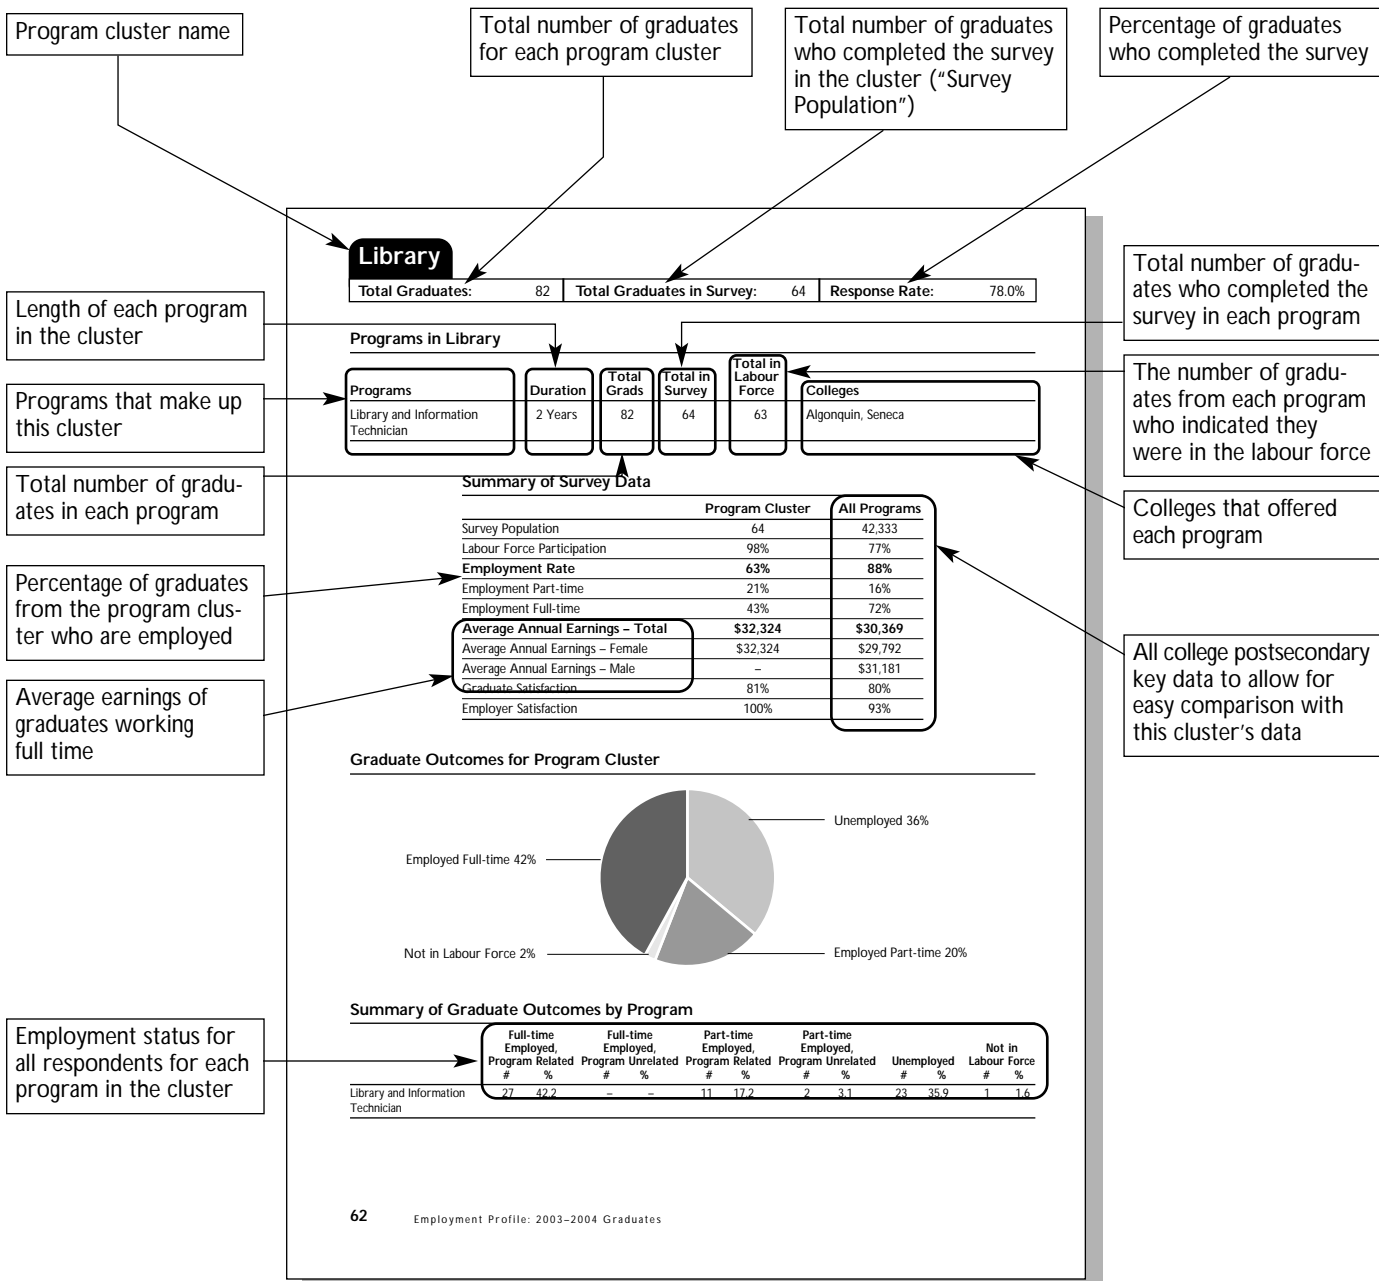 Program cluster name
Total number of graduates
for each program cluster
Total number of graduates
who completed the survey
in the cluster (“Survey
Population”)
Percentage of graduates
who completed the survey
Library
Total Graduates: 82 Total Graduates in Survey: 64 Response Rate: 78.0%
Total number of gradu-
ates who completed the
survey in each program
Length of each program
in the cluster
Programs in Library
Programs Duration Total Grads Total in Survey Total in Labour Force Colleges
Library and Information 2 Years 82 64 63 Algonquin, Seneca
Technician
The number of gradu-
ates from each program
who indicated they
were in the labour force
Programs that make up
this cluster
Total number of gradu-
ates in each program
Colleges that offered
each program
Summary of Survey Data
Program Cluster All Programs
Survey Population 64 42,333
Labour Force Participation 98% 77%
Employment Rate 63% 88%
Employment Part-time 21% 16%
Employment Full-time 43% 72%
Average Annual Earnings – Total $32,324 $30,369
Average Annual Earnings – Female $32,324 $29,792
Average Annual Earnings – Male – $31,181
Graduate Satisfaction 81% 80%
Employer Satisfaction 100% 93%
Percentage of graduates
from the program clus-
ter who are employed
Average earnings of
graduates working
full time
All college postsecondary
key data to allow for
easy comparison with
this cluster’s data
Graduate Outcomes for Program Cluster
Unemployed 36%
Employed Full-time 42%
Not in Labour Force 2%
Employed Part-time 20%
Summary of Graduate Outcomes by Program
Full-time Full-time Part-time Part-time
Employed, Employed, Employed, Employed, Not in
Program Related Program Unrelated Program Related Program Unrelated Unemployed Labour Force
# % # % # % # % # % # %
Library and Information 27 42.2 – – 11 17.2 2 3.1 23 35.9 1 1.6
Technician
Employment status for
all respondents for each
program in the cluster
62 Employment Profile: 2003–2004 Graduates